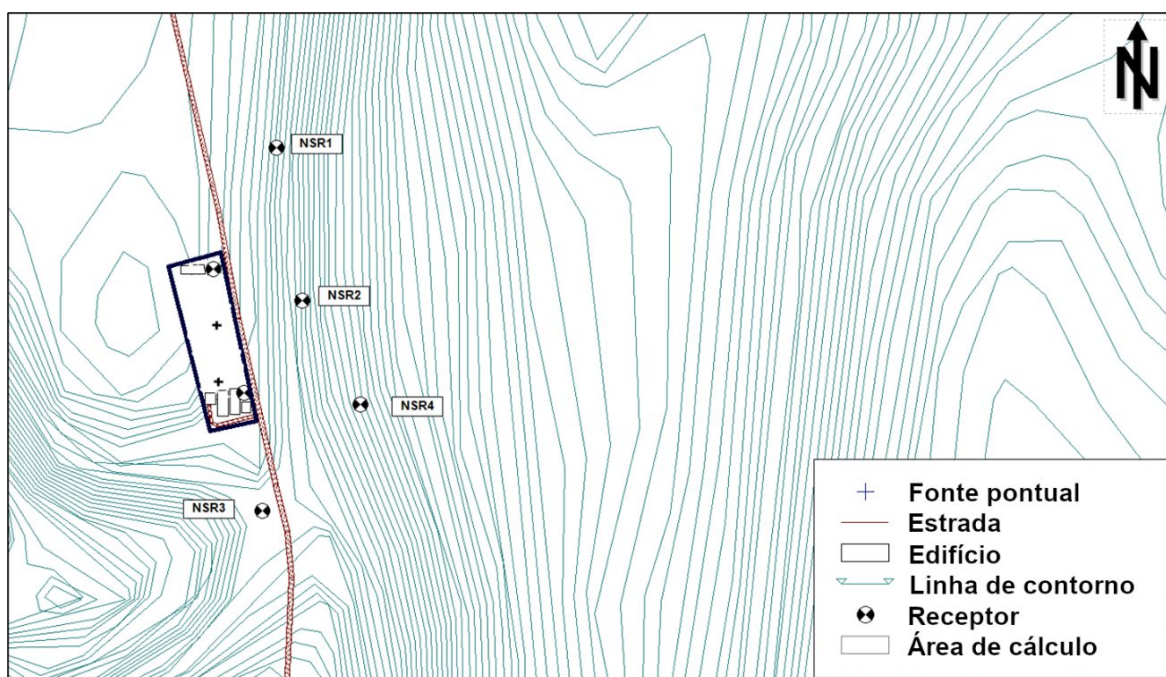 N
NSR1
NSR2
NSR4
NSR3
Fonte pontual
Estrada
Edifício
Linha de contorno
Receptor
Área de cálculo